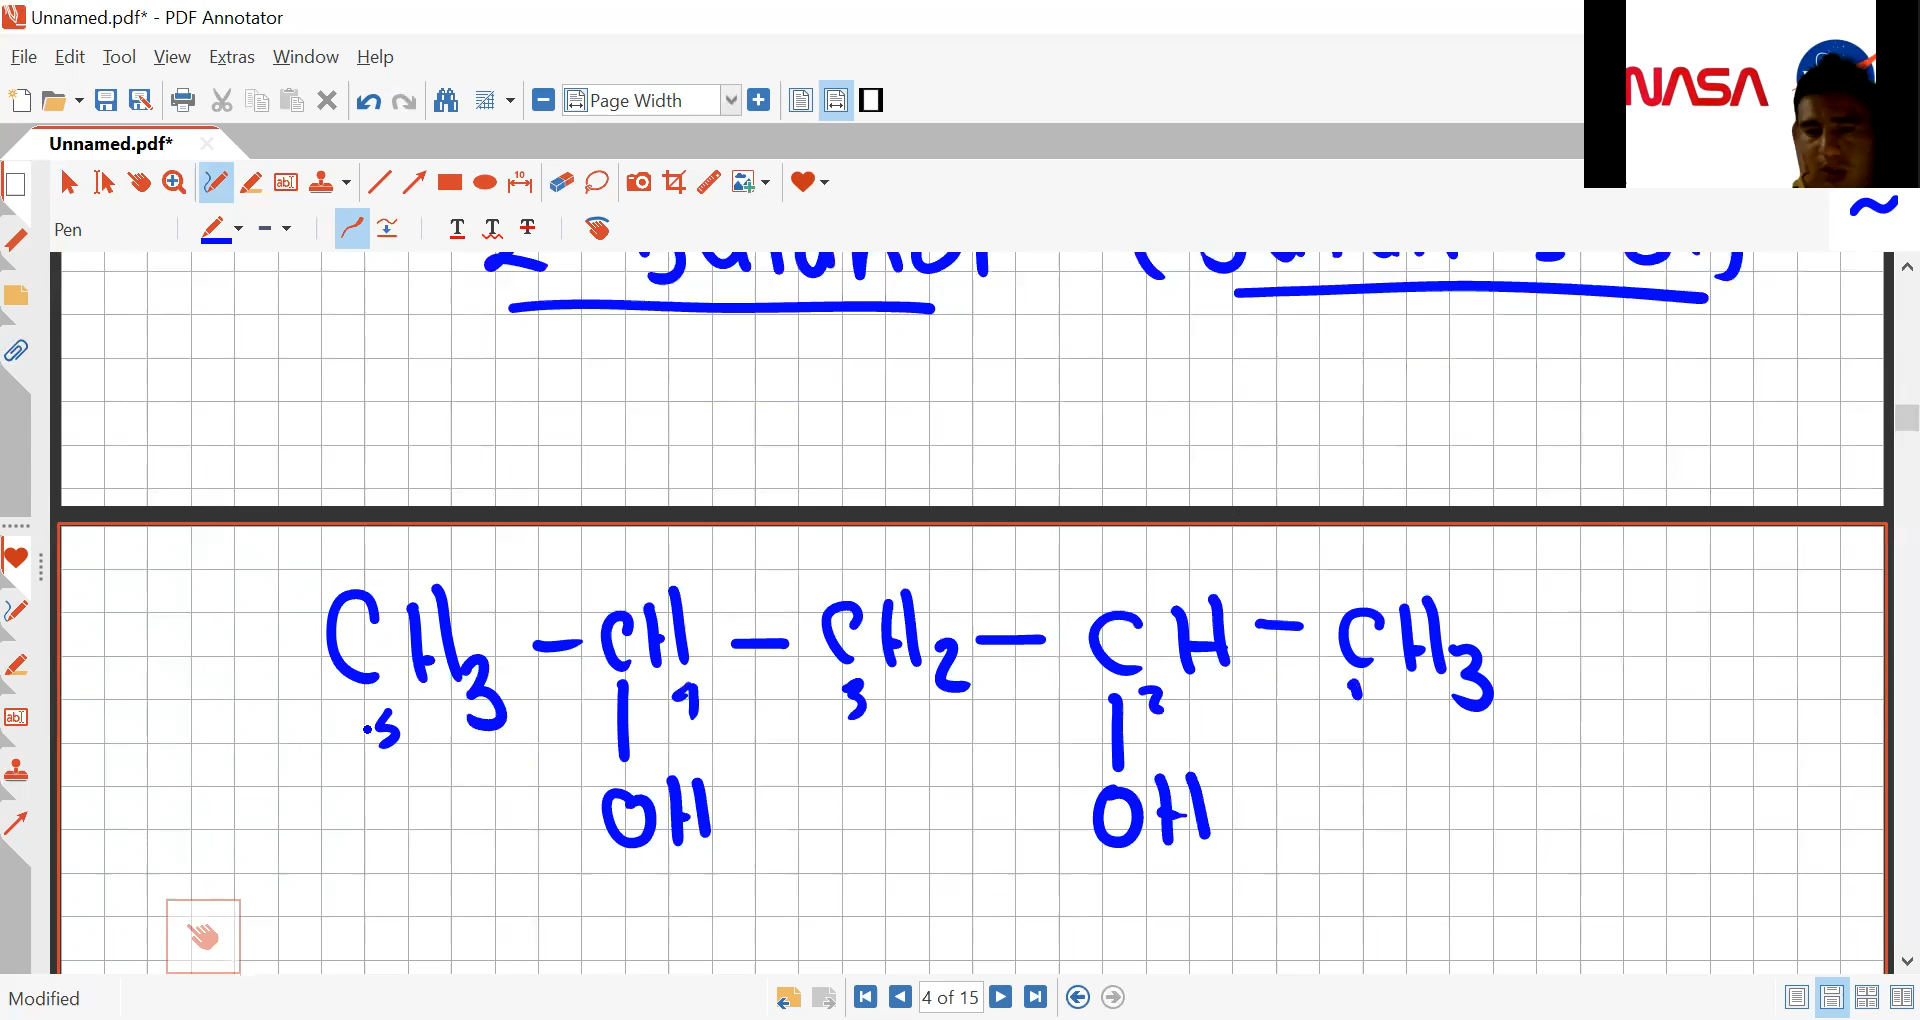 Unnamed.pdf* - PDF Annotator
File Edit Tool View Extras Window Help
Page Width
NASA
Unnamed.pdf*
10
Pen
CH3 - CH - CH2 - CH - CH3
5 4 3 2 1
OH OH
Modified
4 of 15